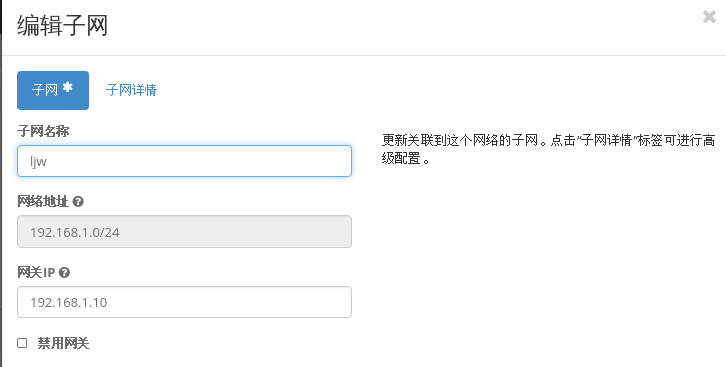 编辑子网
子网 * 子网详情
子网名称
ljw
更新关联到这个网络的子网。点击“子网详情”标签可进行高
级配置。
网络地址
192.168.1.0/24
网关IP
192.168.1.10
禁用网关